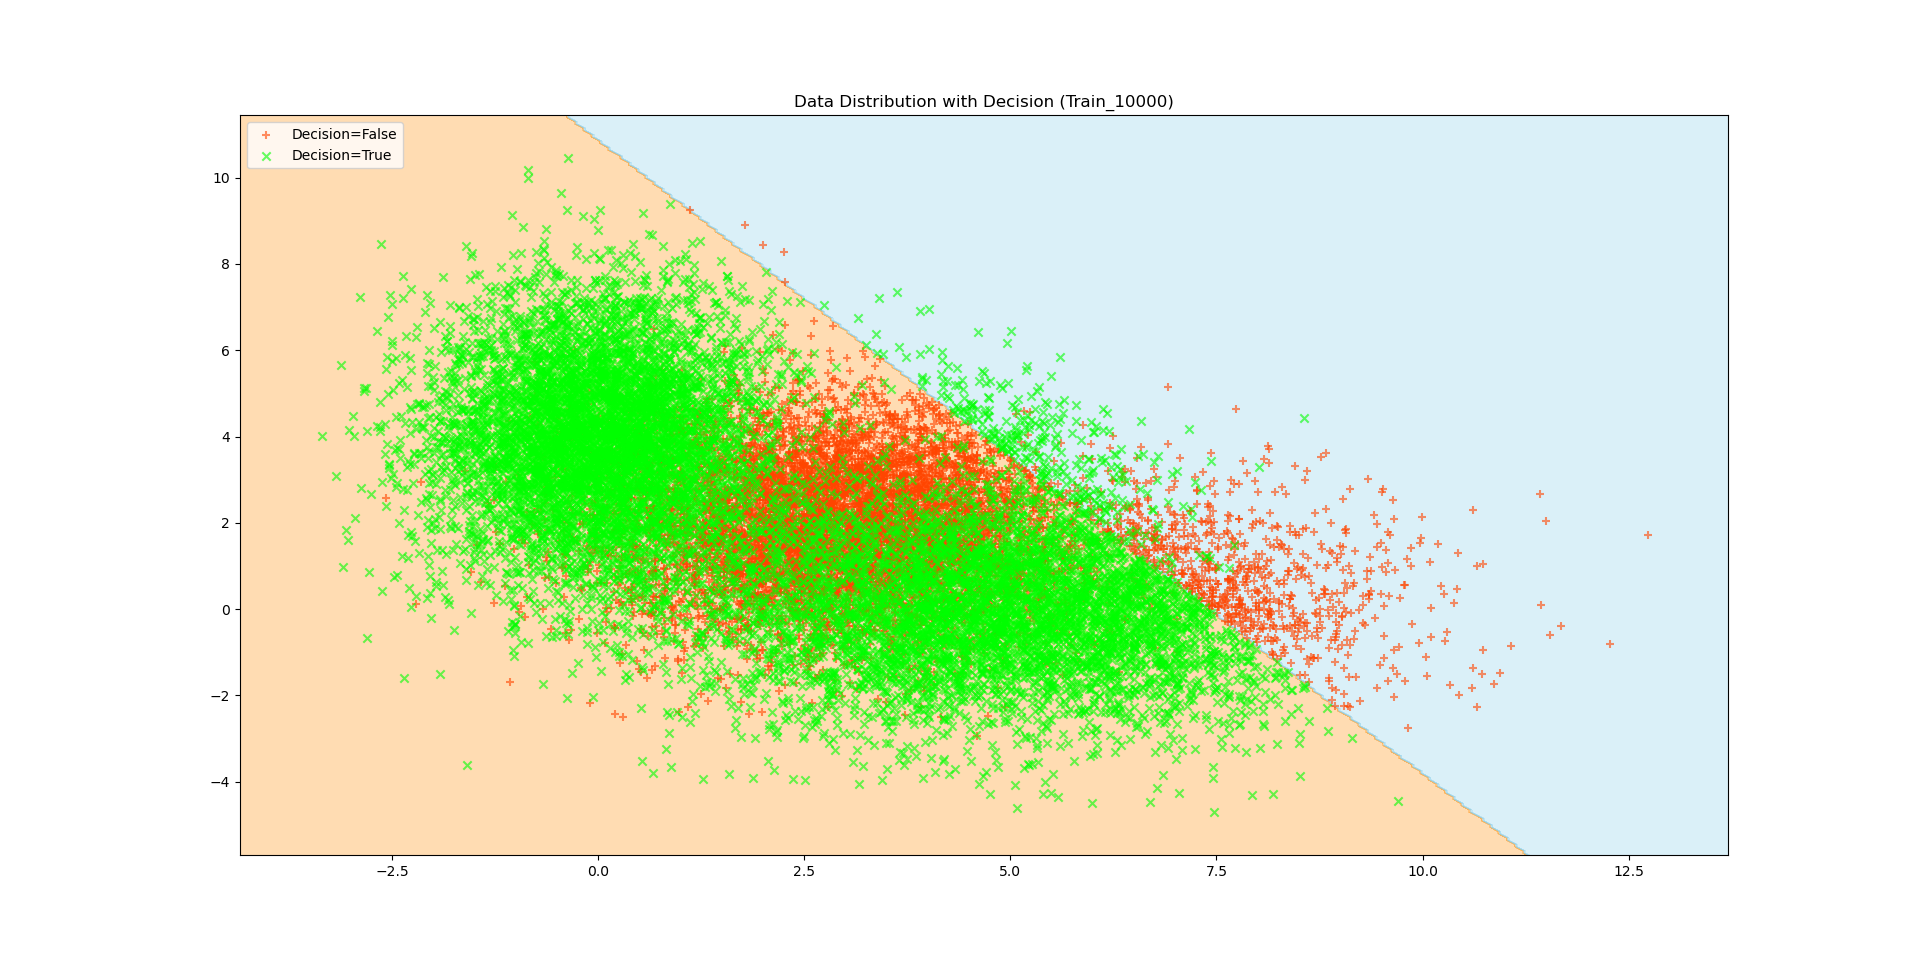 Data Distribution with Decision (Train_10000)
Decision=False
Decision=True
10
8
6
4
2
0
−2
−4
−2.5 0.0 2.5 5.0 7.5 10.0 12.5